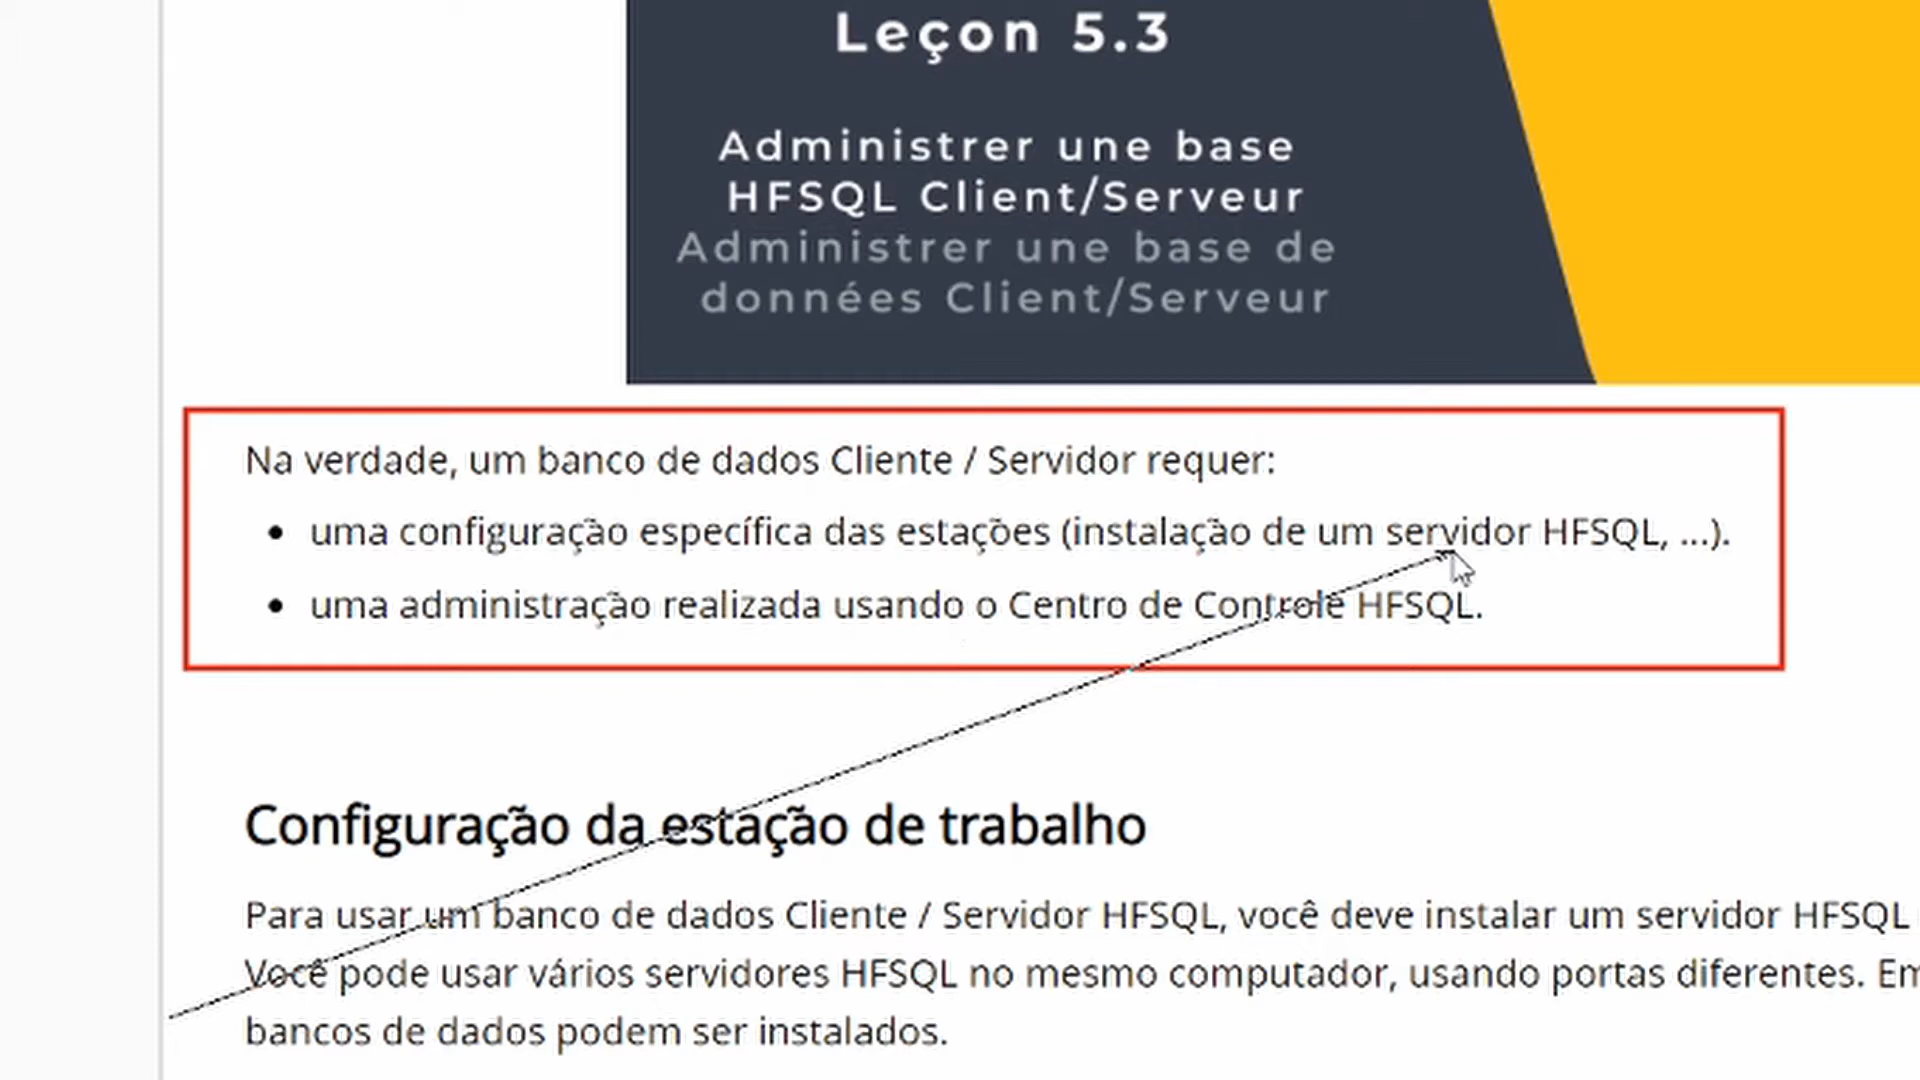 Leçon 5.3
Administrer une base
HFSQL Client/Serveur
Administrer une base de
données Client/Serveur
Na verdade, um banco de dados Cliente / Servidor requer:
• uma configuração específica das estações (instalação de um servidor HFSQL, ...).
• uma administração realizada usando o Centro de Controle HFSQL.
Configuração da estação de trabalho
Para usar um banco de dados Cliente / Servidor HFSQL, você deve instalar um servidor HFSQL
Você pode usar vários servidores HFSQL no mesmo computador, usando portas diferentes. Em
bancos de dados podem ser instalados.